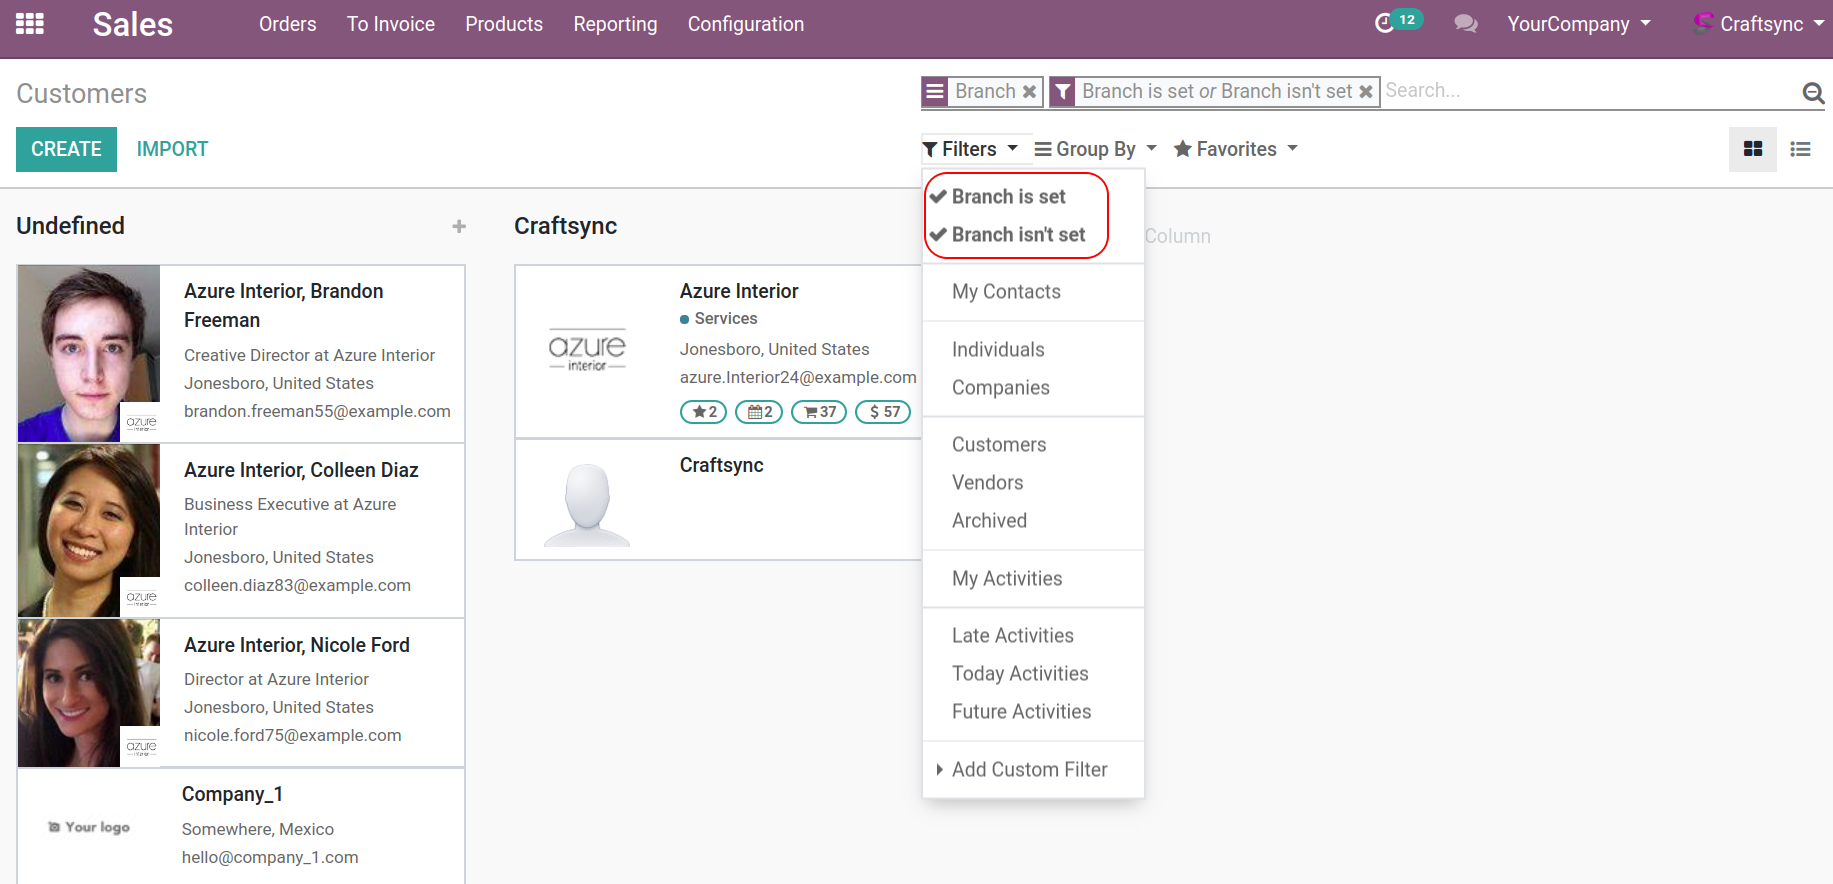 Sales
Orders
To Invoice
Products
Reporting
Configuration
12
YourCompany
Craftsync
Customers
Branch
Branch is set or Branch isn't set
Search...
CREATE
IMPORT
Filters
Group By
Favorites
Undefined
Azure Interior, Brandon
Freeman
Creative Director at Azure Interior
Jonesboro, United States
brandon.freeman55@example.com
azure
interior
Azure Interior, Colleen Diaz
Business Executive at Azure
Interior
Jonesboro, United States
colleen.diaz83@example.com
azure
interior
Azure Interior, Nicole Ford
Director at Azure Interior
Jonesboro, United States
nicole.ford75@example.com
azure
interior
Your logo
Company_1
Somewhere, Mexico
hello@company_1.com
Craftsync
azure
interior
Azure Interior
Services
Jonesboro, United States
azure.Interior24@example.com
2
2
37
$ 57
Craftsync
Branch is set
Branch isn't set
My Contacts
Individuals
Companies
Customers
Vendors
Archived
My Activities
Late Activities
Today Activities
Future Activities
Add Custom Filter
Column